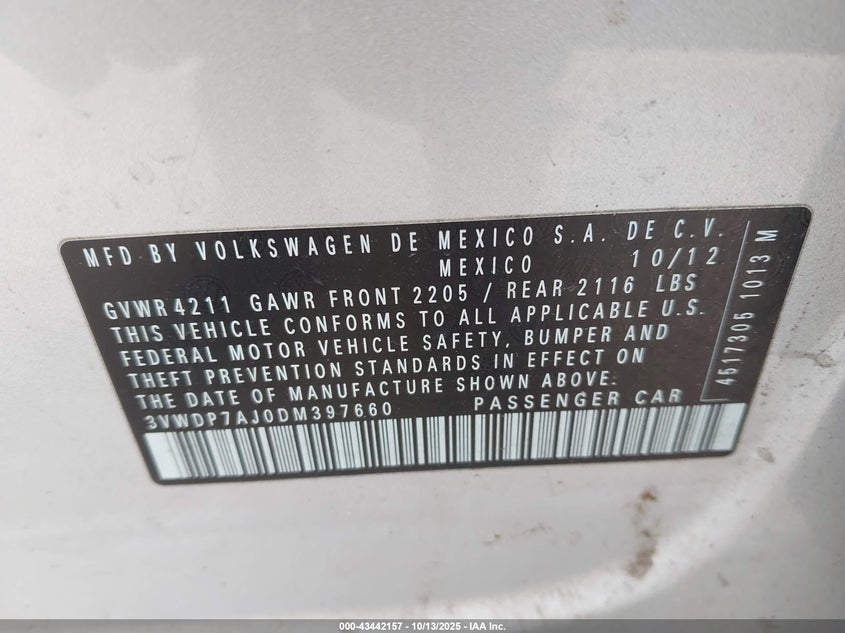 MFD BY VOLKSWAGEN DE MEXICO S.A. DE C.V.
MEXICO 10/12
GVWR 4211 GAWR FRONT 2205 / REAR 2116 LBS
THIS VEHICLE CONFORMS TO ALL APPLICABLE U.S.
FEDERAL MOTOR VEHICLE SAFETY, BUMPER AND
THEFT PREVENTION STANDARDS IN EFFECT ON
THE DATE OF MANUFACTURE SHOWN ABOVE.
3VWDP7AJ0DM397660 PASSENGER CAR
4517305 1013 M
000-43442157 - 10/13/2025 - IAA Inc.